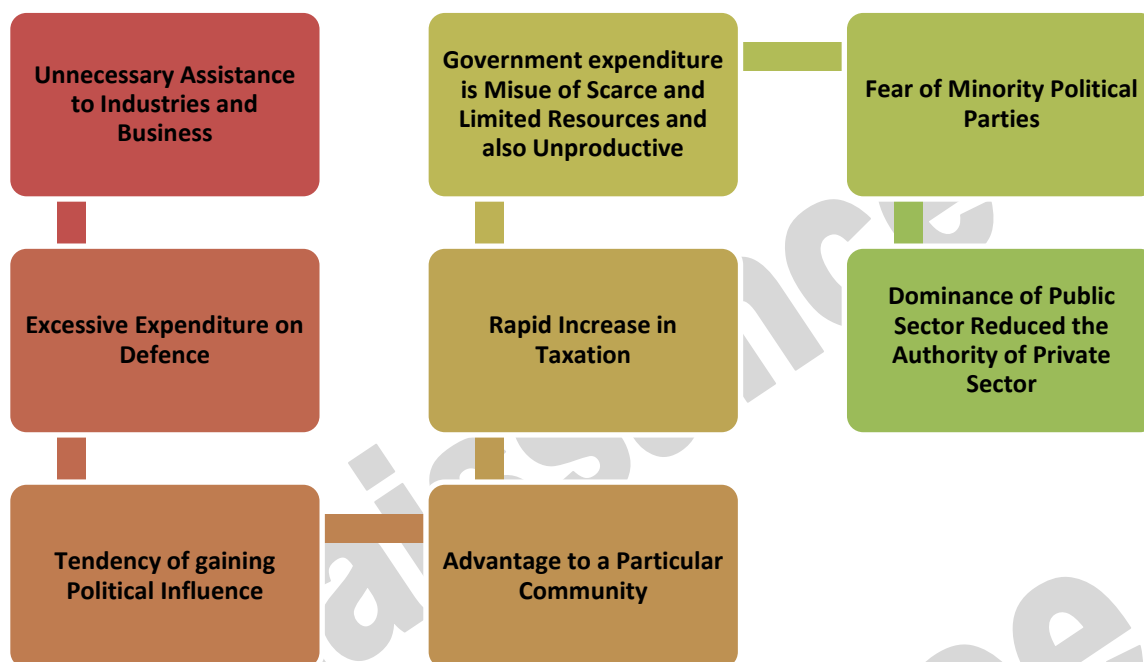 Unnecessary Assistance
to Industries and
Business
Excessive Expenditure on
Defence
Tendency of gaining
Political Influence
Advantage to a Particular
Community
Rapid Increase in
Taxation
Government expenditure
is Misue of Scarce and
Limited Resources and
also Unproductive
Fear of Minority Political
Parties
Dominance of Public
Sector Reduced the
Authority of Private
Sector